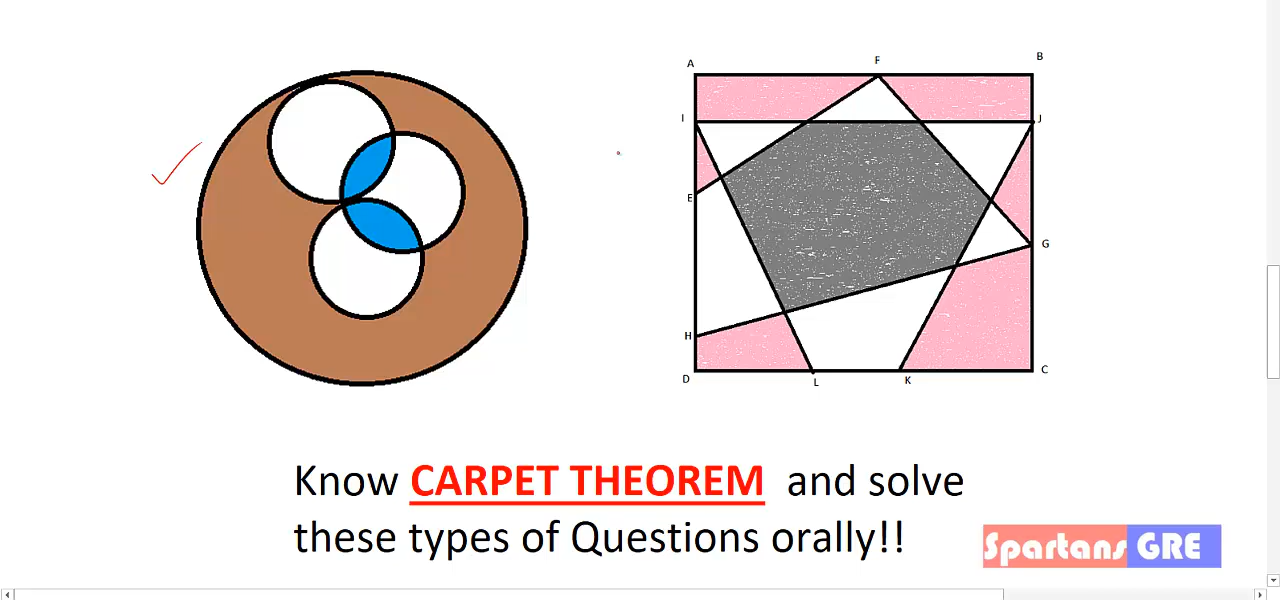 F
A
B
I
J
E
G
H
D
L
K
C
Know CARPET THEOREM and solve
these types of Questions orally!!
Spartans GRE